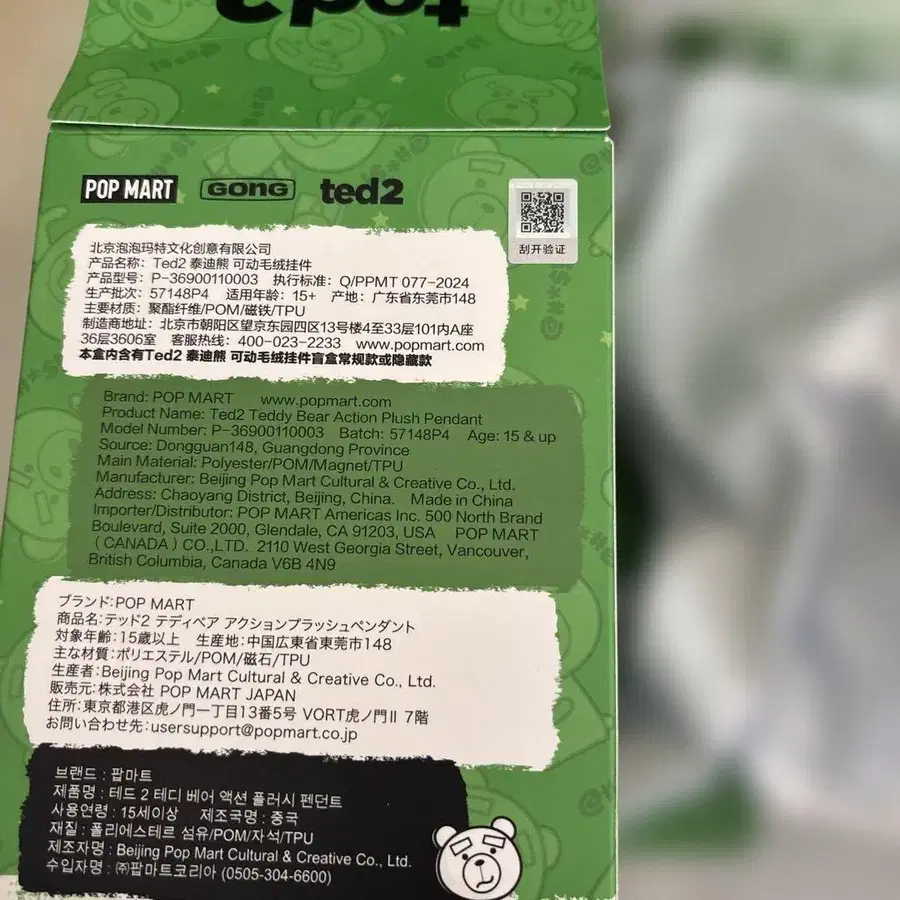 ted2
POP MART GONG ted2
刮开验证
北京泡泡玛特文化创意有限公司
产品名称: Ted2 泰迪熊 可动毛绒挂件
产品型号: P-36900110003 执行标准: Q/PPMT 077-2024
生产批次: 57148P4 适用年龄: 15+ 产地: 广东省东莞市148
主要材质: 聚酯纤维/POM/磁铁/TPU
制造商地址: 北京市朝阳区望京东园四区13号楼4至33层101内A座
36层3606室 客服热线: 400-023-2233 www.popmart.com
本盒内含有Ted2 泰迪熊 可动毛绒挂件盲盒常规款或隐藏款
Brand: POP MART www.popmart.com
Product Name: Ted2 Teddy Bear Action Plush Pendant
Model Number: P-36900110003 Batch: 57148P4 Age: 15 & up
Source: Dongguan148, Guangdong Province
Main Material: Polyester/POM/Magnet/TPU
Manufacturer: Beijing Pop Mart Cultural & Creative Co., Ltd.
Address: Chaoyang District, Beijing, China. Made in China
Importer/Distributor: POP MART Americas Inc. 500 North Brand
Boulevard, Suite 2000, Glendale, CA 91203, USA POP MART
(CANADA) CO.,LTD. 2110 West Georgia Street, Vancouver,
British Columbia, Canada V6B 4N9
ブランド:POP MART
商品名:テッド2 テディベア アクションプラッシュペンダント
対象年齢:15歳以上 生産地:中国広東省東莞市148
主な材質:ポリエステル/POM/磁石/TPU
生産者:Beijing Pop Mart Cultural & Creative Co., Ltd.
販売元:株式会社 POP MART JAPAN
住所:東京都港区虎ノ門一丁目13番5号 VORT虎ノ門II 7階
お問い合わせ先:usersupport@popmart.co.jp
브랜드 : 팝마트
제품명 : 테드 2 테디 베어 액션 플러시 펜던트
사용연령 : 15세이상 제조국명 : 중국
재질 : 폴리에스테르 섬유/POM/자석/TPU
제조자명 : Beijing Pop Mart Cultural & Creative Co., Ltd.
수입자명 : ㈜팝마트코리아 (0505-304-6600)